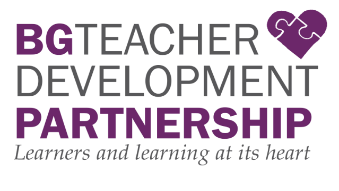 BGTEACHER
DEVELOPMENT
PARTNERSHIP
Learners and learning at its heart